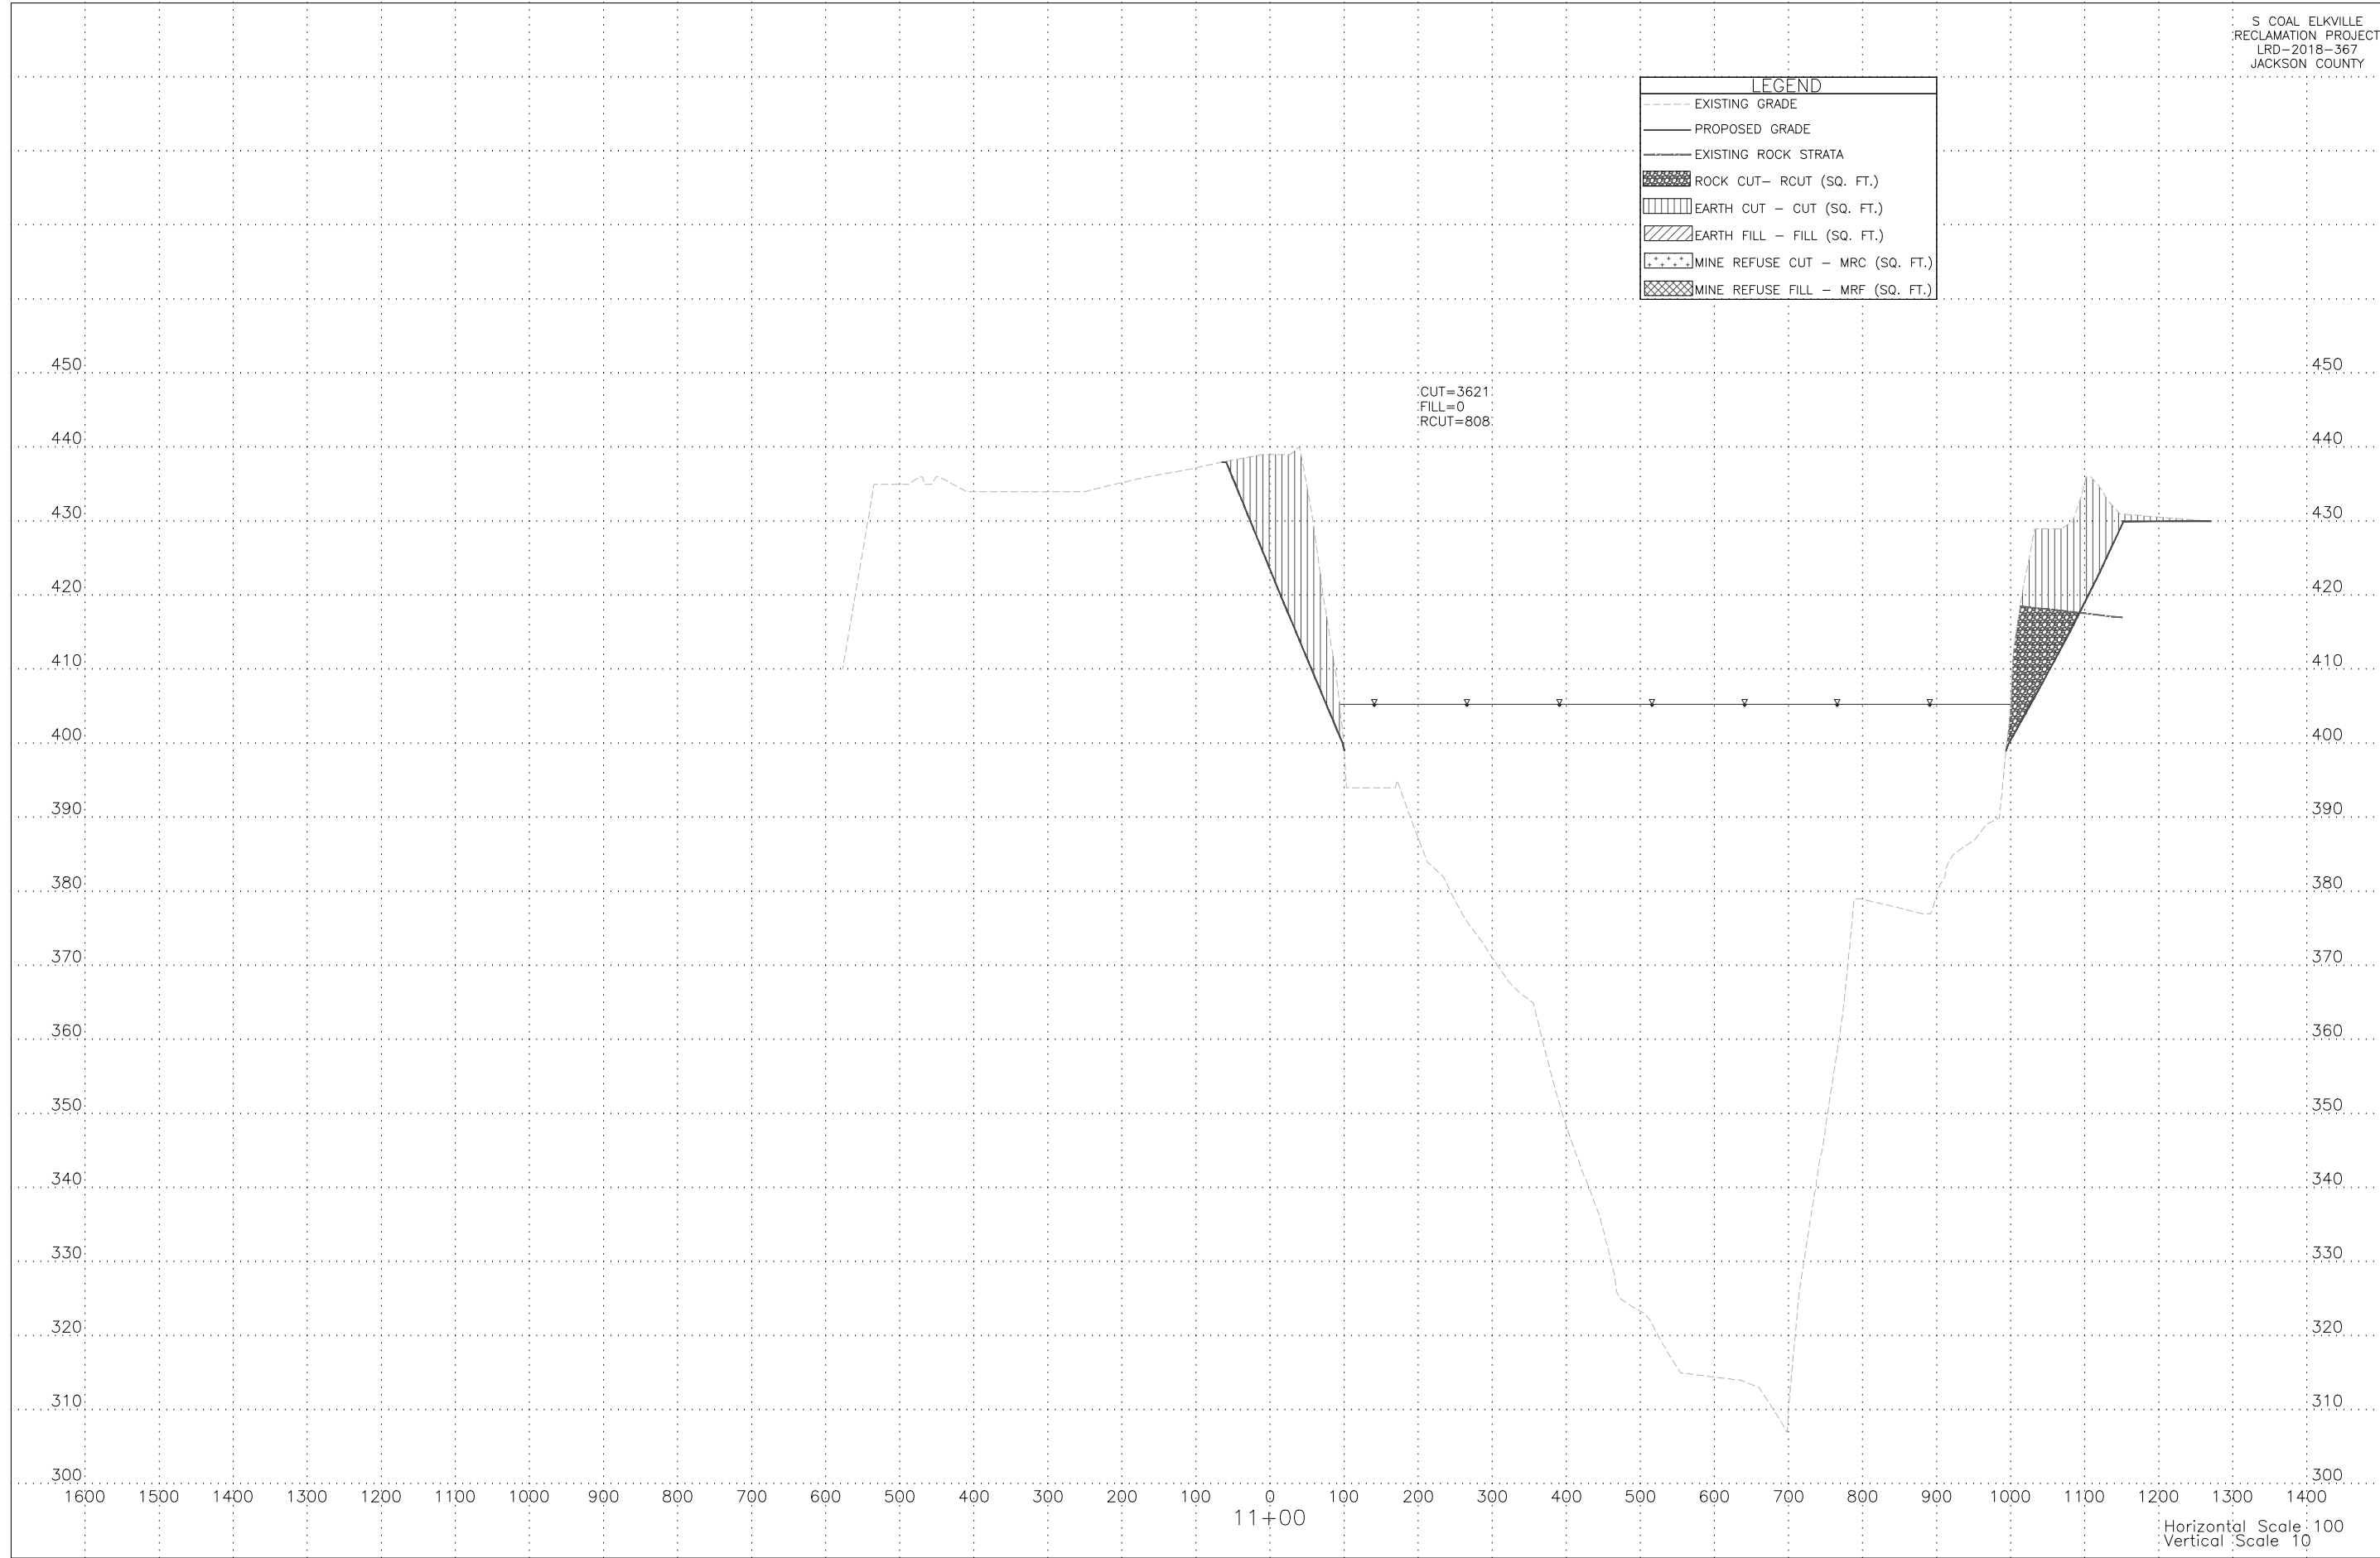 S COAL ELKVILLE
RECLAMATION PROJECT
LRD-2018-367
JACKSON COUNTY
LEGEND
EXISTING GRADE
PROPOSED GRADE
EXISTING ROCK STRATA
ROCK CUT- RCUT (SQ. FT.)
EARTH CUT - CUT (SQ. FT.)
EARTH FILL - FILL (SQ. FT.)
MINE REFUSE CUT - MRC (SQ. FT.)
MINE REFUSE FILL - MRF (SQ. FT.)
450 450
CUT=3621
FILL=0
RCUT=808
440 440
430 430
420 420
410 410
400 400
390 390
380 380
370 370
360 360
350 350
340 340
330 330
320 320
310 310
300 300
1600 1500 1400 1300 1200 1100 1000 900 800 700 600 500 400 300 200 100 0 100 200 300 400 500 600 700 800 900 1000 1100 1200 1300 1400
11+00
Horizontal Scale 100
Vertical Scale 10